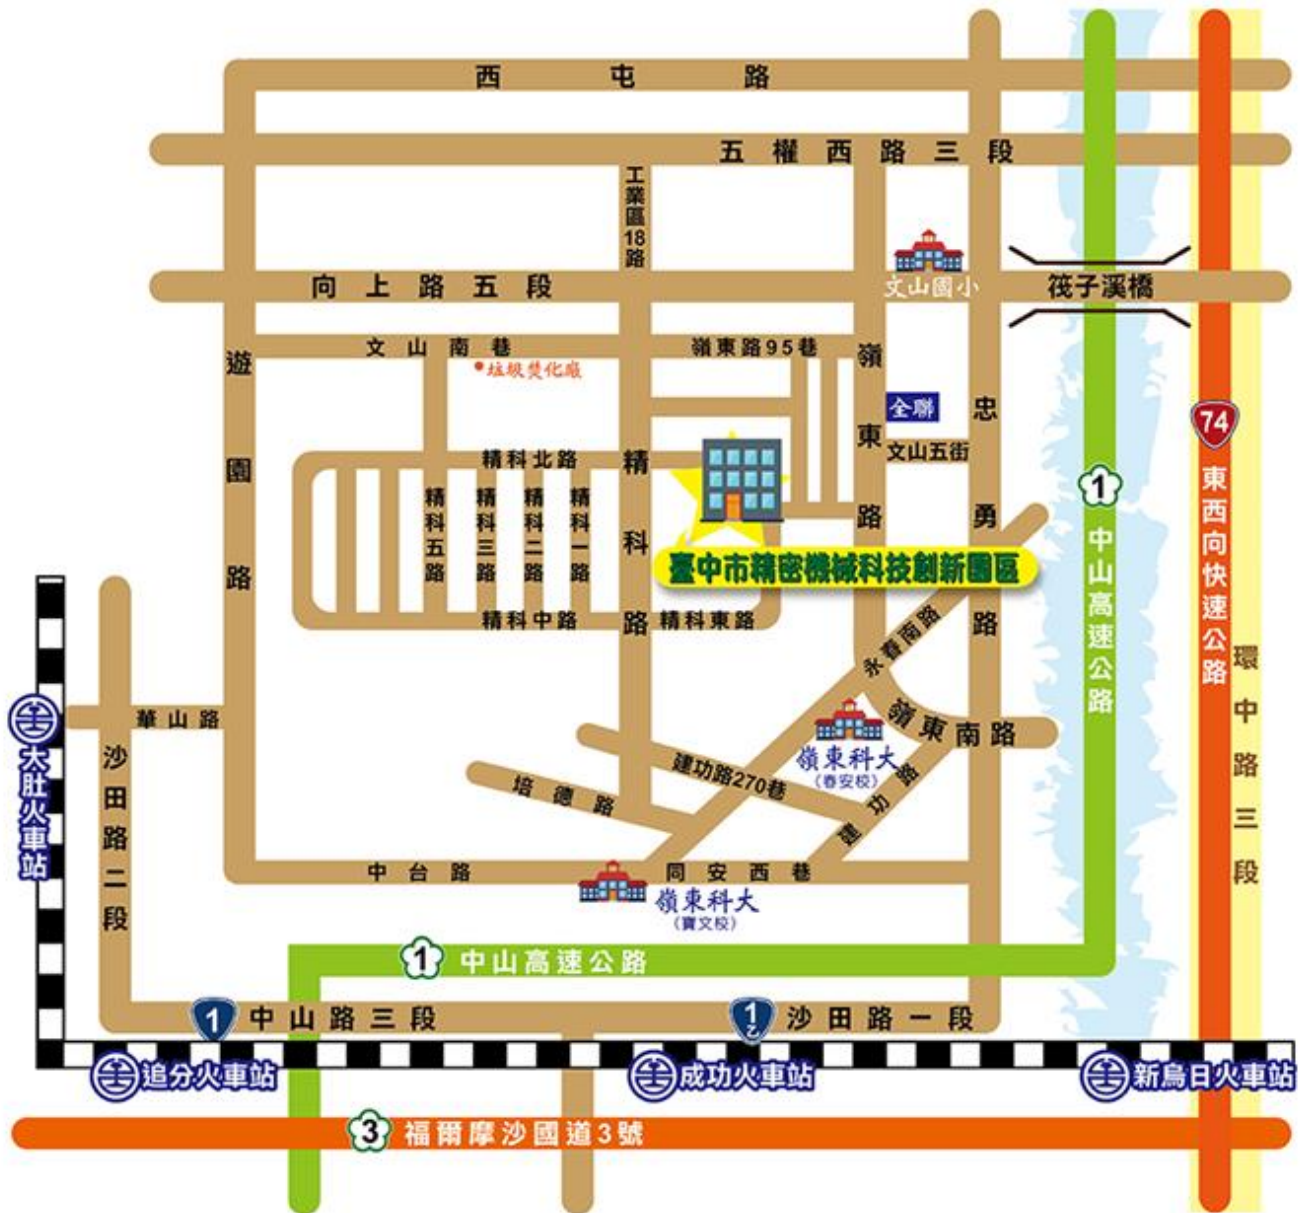 西屯路
五權西路三段
工業區18路
文山國小
向上路五段
筏子溪橋
文山南巷
嶺東路95巷
垃圾焚化廠
遊園路
嶺東路
全聯
忠勇路
74
文山五街
精科北路
精科路
1
東西向快速公路
中山高速公路
精科五路
精科三路
精科二路
精科一路
臺中市精密機械科技創新園區
精科中路
精科東路
永春南路
環中路三段
華山路
嶺東南路
大肚火車站
沙田路二段
嶺東科大
(春安校)
建功路270巷
培德路
建功路
中台路
同安西巷
嶺東科大
(寶文校)
1
中山高速公路
1
中山路三段
1乙
沙田路一段
追分火車站
成功火車站
新烏日火車站
3
福爾摩沙國道3號